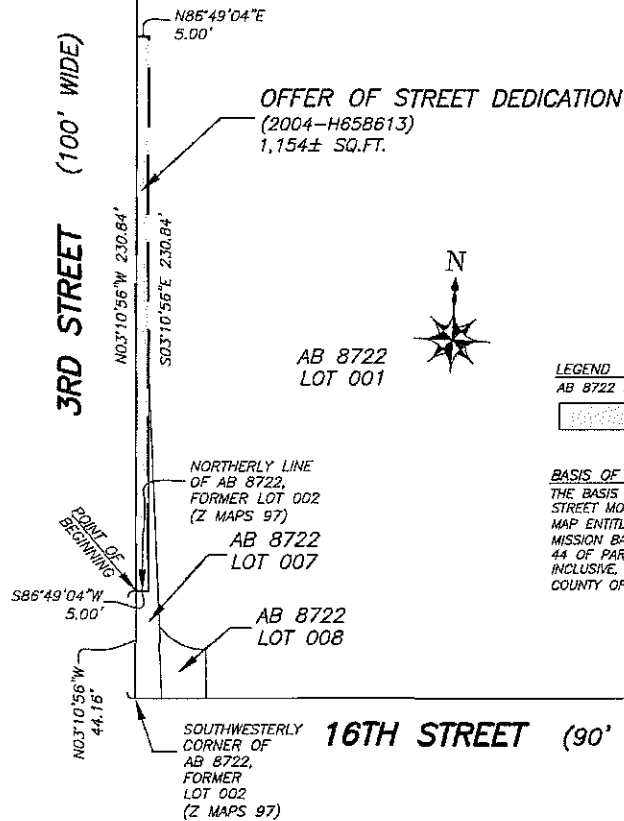 N86°49'04"E
5.00'
OFFER OF STREET DEDICATION
(2004-H658613)
1,154± SQ.FT.
3RD STREET (100' WIDE)
N03°10'56"W 230.84'
S03°10'56"E 230.84'
N
AB 8722
LOT 001
LEGEND
AB 8722
NORTHERLY LINE
OF AB 8722,
FORMER LOT 002
(Z MAPS 97)
BASIS OF
THE BASIS
STREET MO
MAP ENTITL
MISSION BA
44 OF PAR
INCLUSIVE,
COUNTY OF
POINT OF
BEGINNING
AB 8722
LOT 007
S86°49'04"W
5.00'
AB 8722
LOT 008
N03°10'56"W
44.16'
SOUTHWESTERLY
CORNER OF
AB 8722,
FORMER
LOT 002
(Z MAPS 97)
16TH STREET (90'